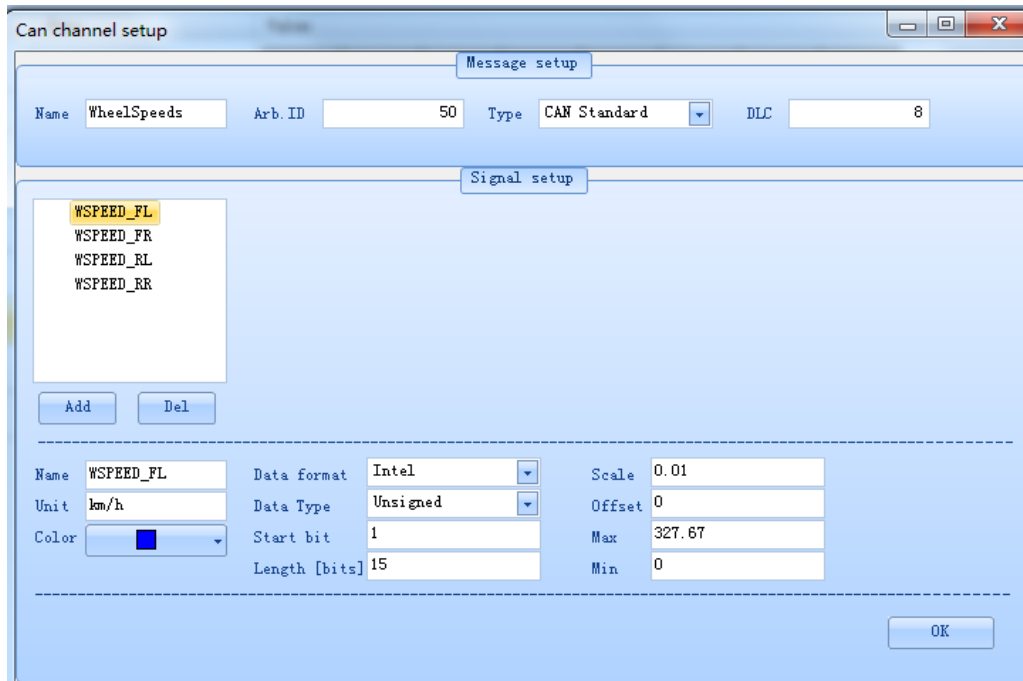 Can channel setup
Message setup
Name WheelSpeeds Arb.ID 50 Type CAN Standard DLC 8
Signal setup
WSPEED_FL
WSPEED_FR
WSPEED_RL
WSPEED_RR
Add Del
Name WSPEED_FL Data format Intel Scale 0.01
Unit km/h Data Type Unsigned Offset 0
Color Start bit 1 Max 327.67
Length [bits] 15 Min 0
OK